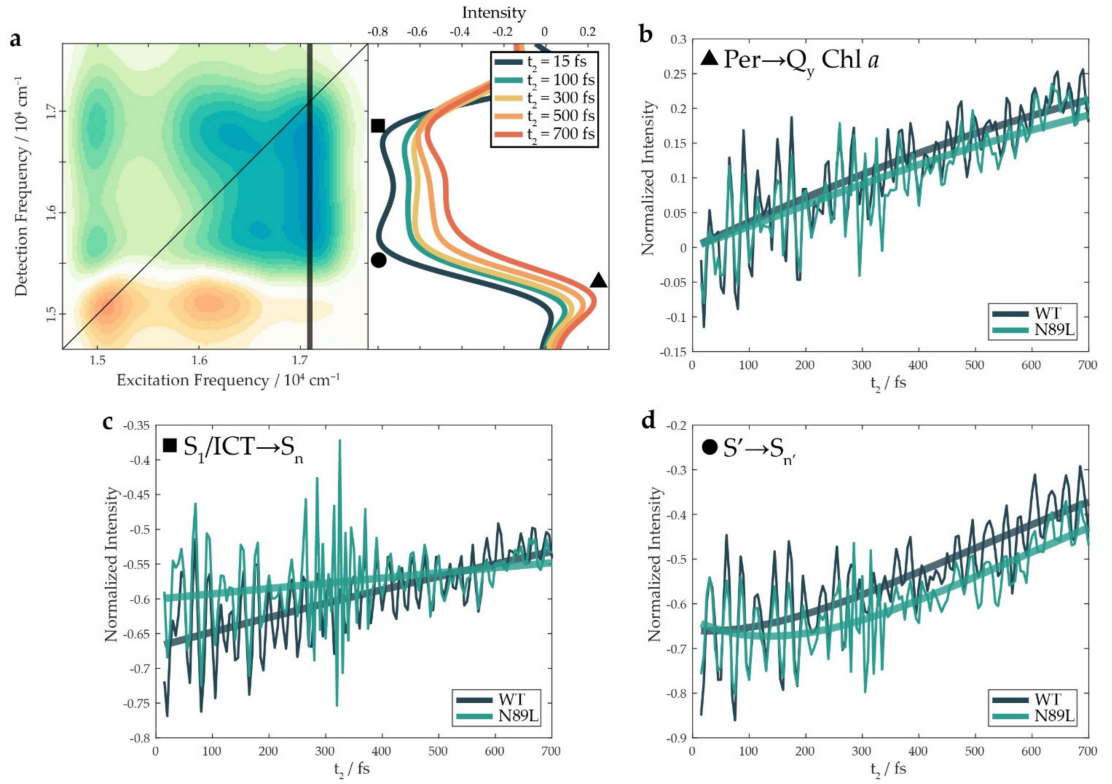 a
Intensity
-0.8 -0.6 -0.4 -0.2 0 0.2
t₂ = 15 fs
t₂ = 100 fs
t₂ = 300 fs
t₂ = 500 fs
t₂ = 700 fs
Detection Frequency / 10⁴ cm⁻¹
1.7
1.6
1.5
1.5 1.6 1.7
Excitation Frequency / 10⁴ cm⁻¹
b
Per→Qy Chl a
Normalized Intensity
0.3
0.25
0.2
0.15
0.1
0.05
0
-0.05
-0.1
-0.15
0 100 200 300 400 500 600 700
t₂ / fs
WT
N89L
c
S₁/ICT→Sₙ
Normalized Intensity
-0.35
-0.4
-0.45
-0.5
-0.55
-0.6
-0.65
-0.7
-0.75
-0.8
0 100 200 300 400 500 600 700
t₂ / fs
WT
N89L
d
S'→Sₙ'
Normalized Intensity
-0.2
-0.3
-0.4
-0.5
-0.6
-0.7
-0.8
-0.9
0 100 200 300 400 500 600 700
t₂ / fs
WT
N89L